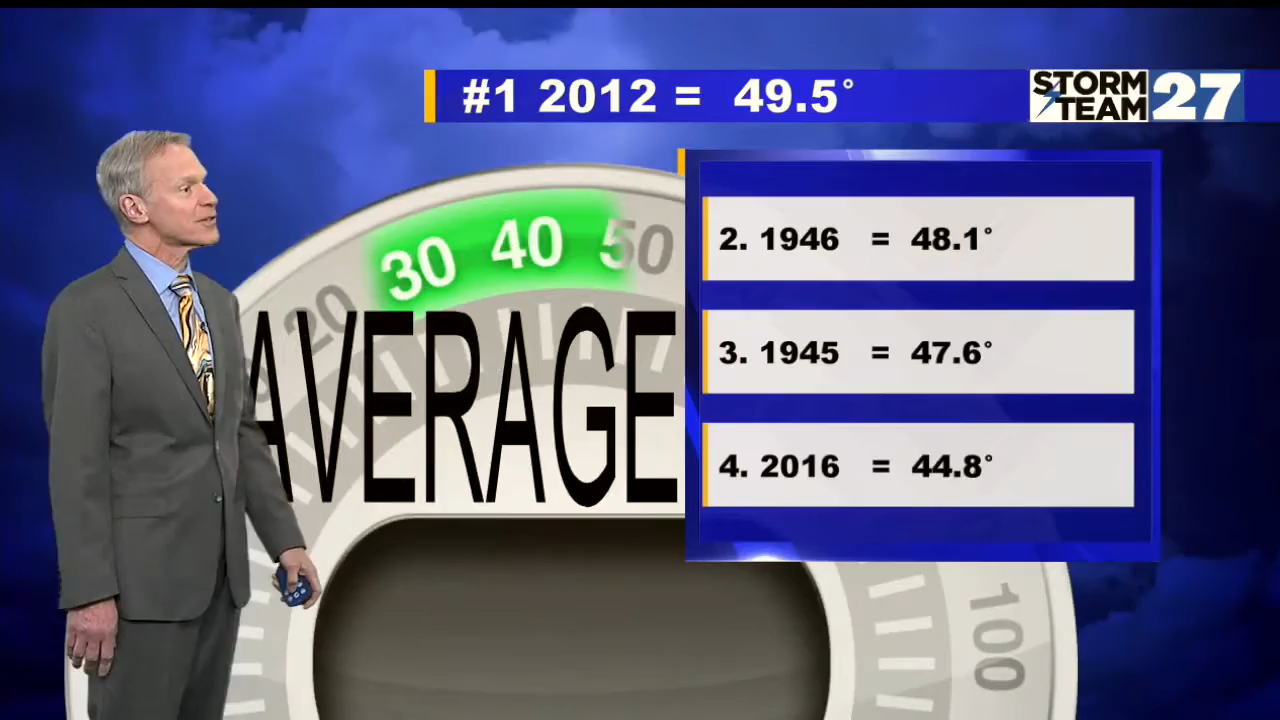 #1 2012 = 49.5°
STORM
TEAM 27
2. 1946 = 48.1°
3. 1945 = 47.6°
4. 2016 = 44.8°
20 30 40 50
AVERAGE
100